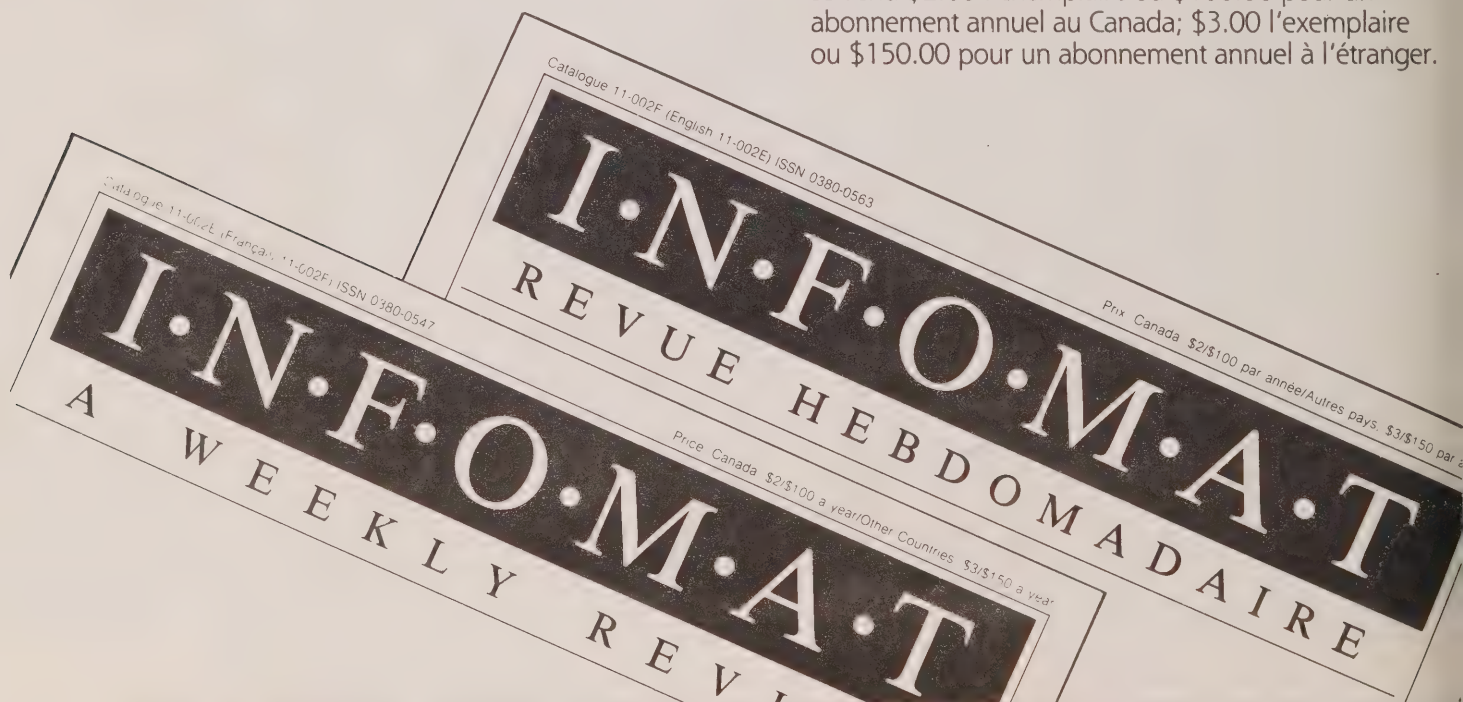 abonnement annuel au Canada; $3.00 l'exemplaire
ou $150.00 pour un abonnement annuel à l'étranger.
Catalogue 11-002F (English 11-002E) ISSN 0380-0563
I•N•F•O•M•A•T
Prix Canada $2/$100 par année/Autres pays, $3/$150 par
REVUE HEBDOMADAIRE
Catalogue 11-002E (Français 11-002F) ISSN 0380-0547
I•N•F•O•M•A•T
Price Canada $2/$100 a year/Other Countries $3/$150 a year
A WEEKLY